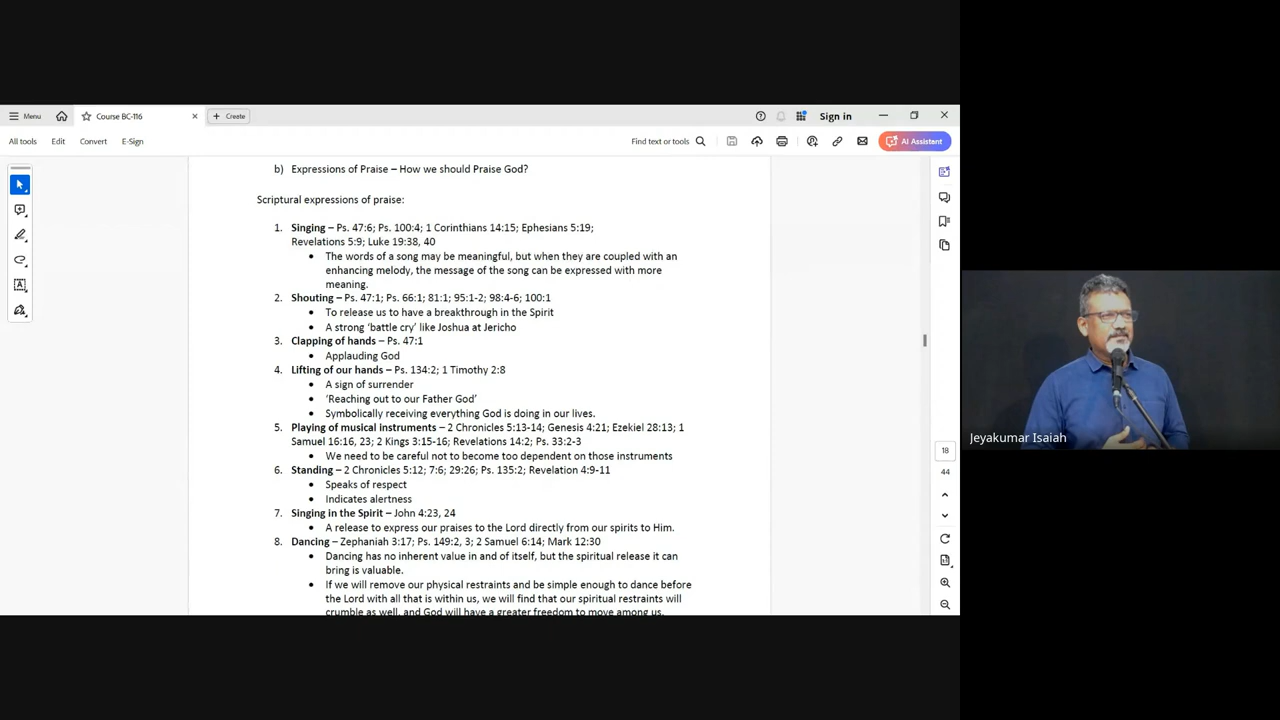 Menu
Course BC-116
Create
Sign in
All tools
Edit
Convert
E-Sign
Find text or tools
AI Assistant
b) Expressions of Praise – How we should Praise God?
Scriptural expressions of praise:
1. Singing – Ps. 47:6; Ps. 100:4; 1 Corinthians 14:15; Ephesians 5:19;
Revelations 5:9; Luke 19:38, 40
• The words of a song may be meaningful, but when they are coupled with an
enhancing melody, the message of the song can be expressed with more
meaning.
2. Shouting – Ps. 47:1; Ps. 66:1; 81:1; 95:1-2; 98:4-6; 100:1
• To release us to have a breakthrough in the Spirit
• A strong ‘battle cry’ like Joshua at Jericho
3. Clapping of hands – Ps. 47:1
• Applauding God
4. Lifting of our hands – Ps. 134:2; 1 Timothy 2:8
• A sign of surrender
• ‘Reaching out to our Father God’
• Symbolically receiving everything God is doing in our lives.
5. Playing of musical instruments – 2 Chronicles 5:13-14; Genesis 4:21; Ezekiel 28:13; 1
Samuel 16:16, 23; 2 Kings 3:15-16; Revelations 14:2; Ps. 33:2-3
• We need to be careful not to become too dependent on those instruments
6. Standing – 2 Chronicles 5:12; 7:6; 29:26; Ps. 135:2; Revelation 4:9-11
• Speaks of respect
• Indicates alertness
7. Singing in the Spirit – John 4:23, 24
• A release to express our praises to the Lord directly from our spirits to Him.
8. Dancing – Zephaniah 3:17; Ps. 149:2, 3; 2 Samuel 6:14; Mark 12:30
• Dancing has no inherent value in and of itself, but the spiritual release it can
bring is valuable.
• If we will remove our physical restraints and be simple enough to dance before
the Lord with all that is within us, we will find that our spiritual restraints will
crumble as well, and God will have a greater freedom to move among us.
18
44
Jeyakumar Isaiah